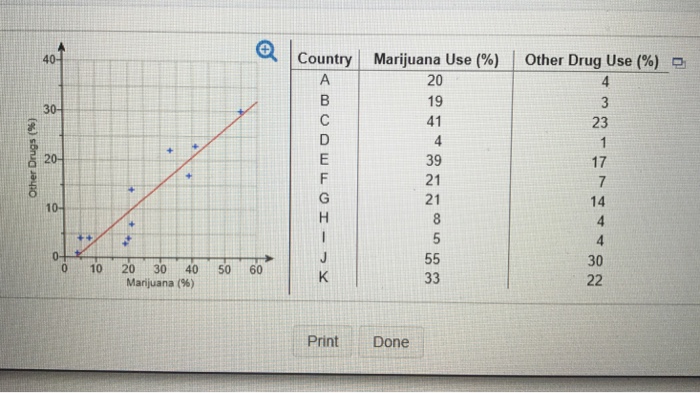 40
30
20
10
0
Other Drugs (%)
0 10 20 30 40 50 60
Marijuana (%)
Country Marijuana Use (%) Other Drug Use (%)
A 20 4
B 19 3
C 41 23
D 4 1
E 39 17
F 21 7
G 21 14
H 8 4
I 5 4
J 55 30
K 33 22
Print Done